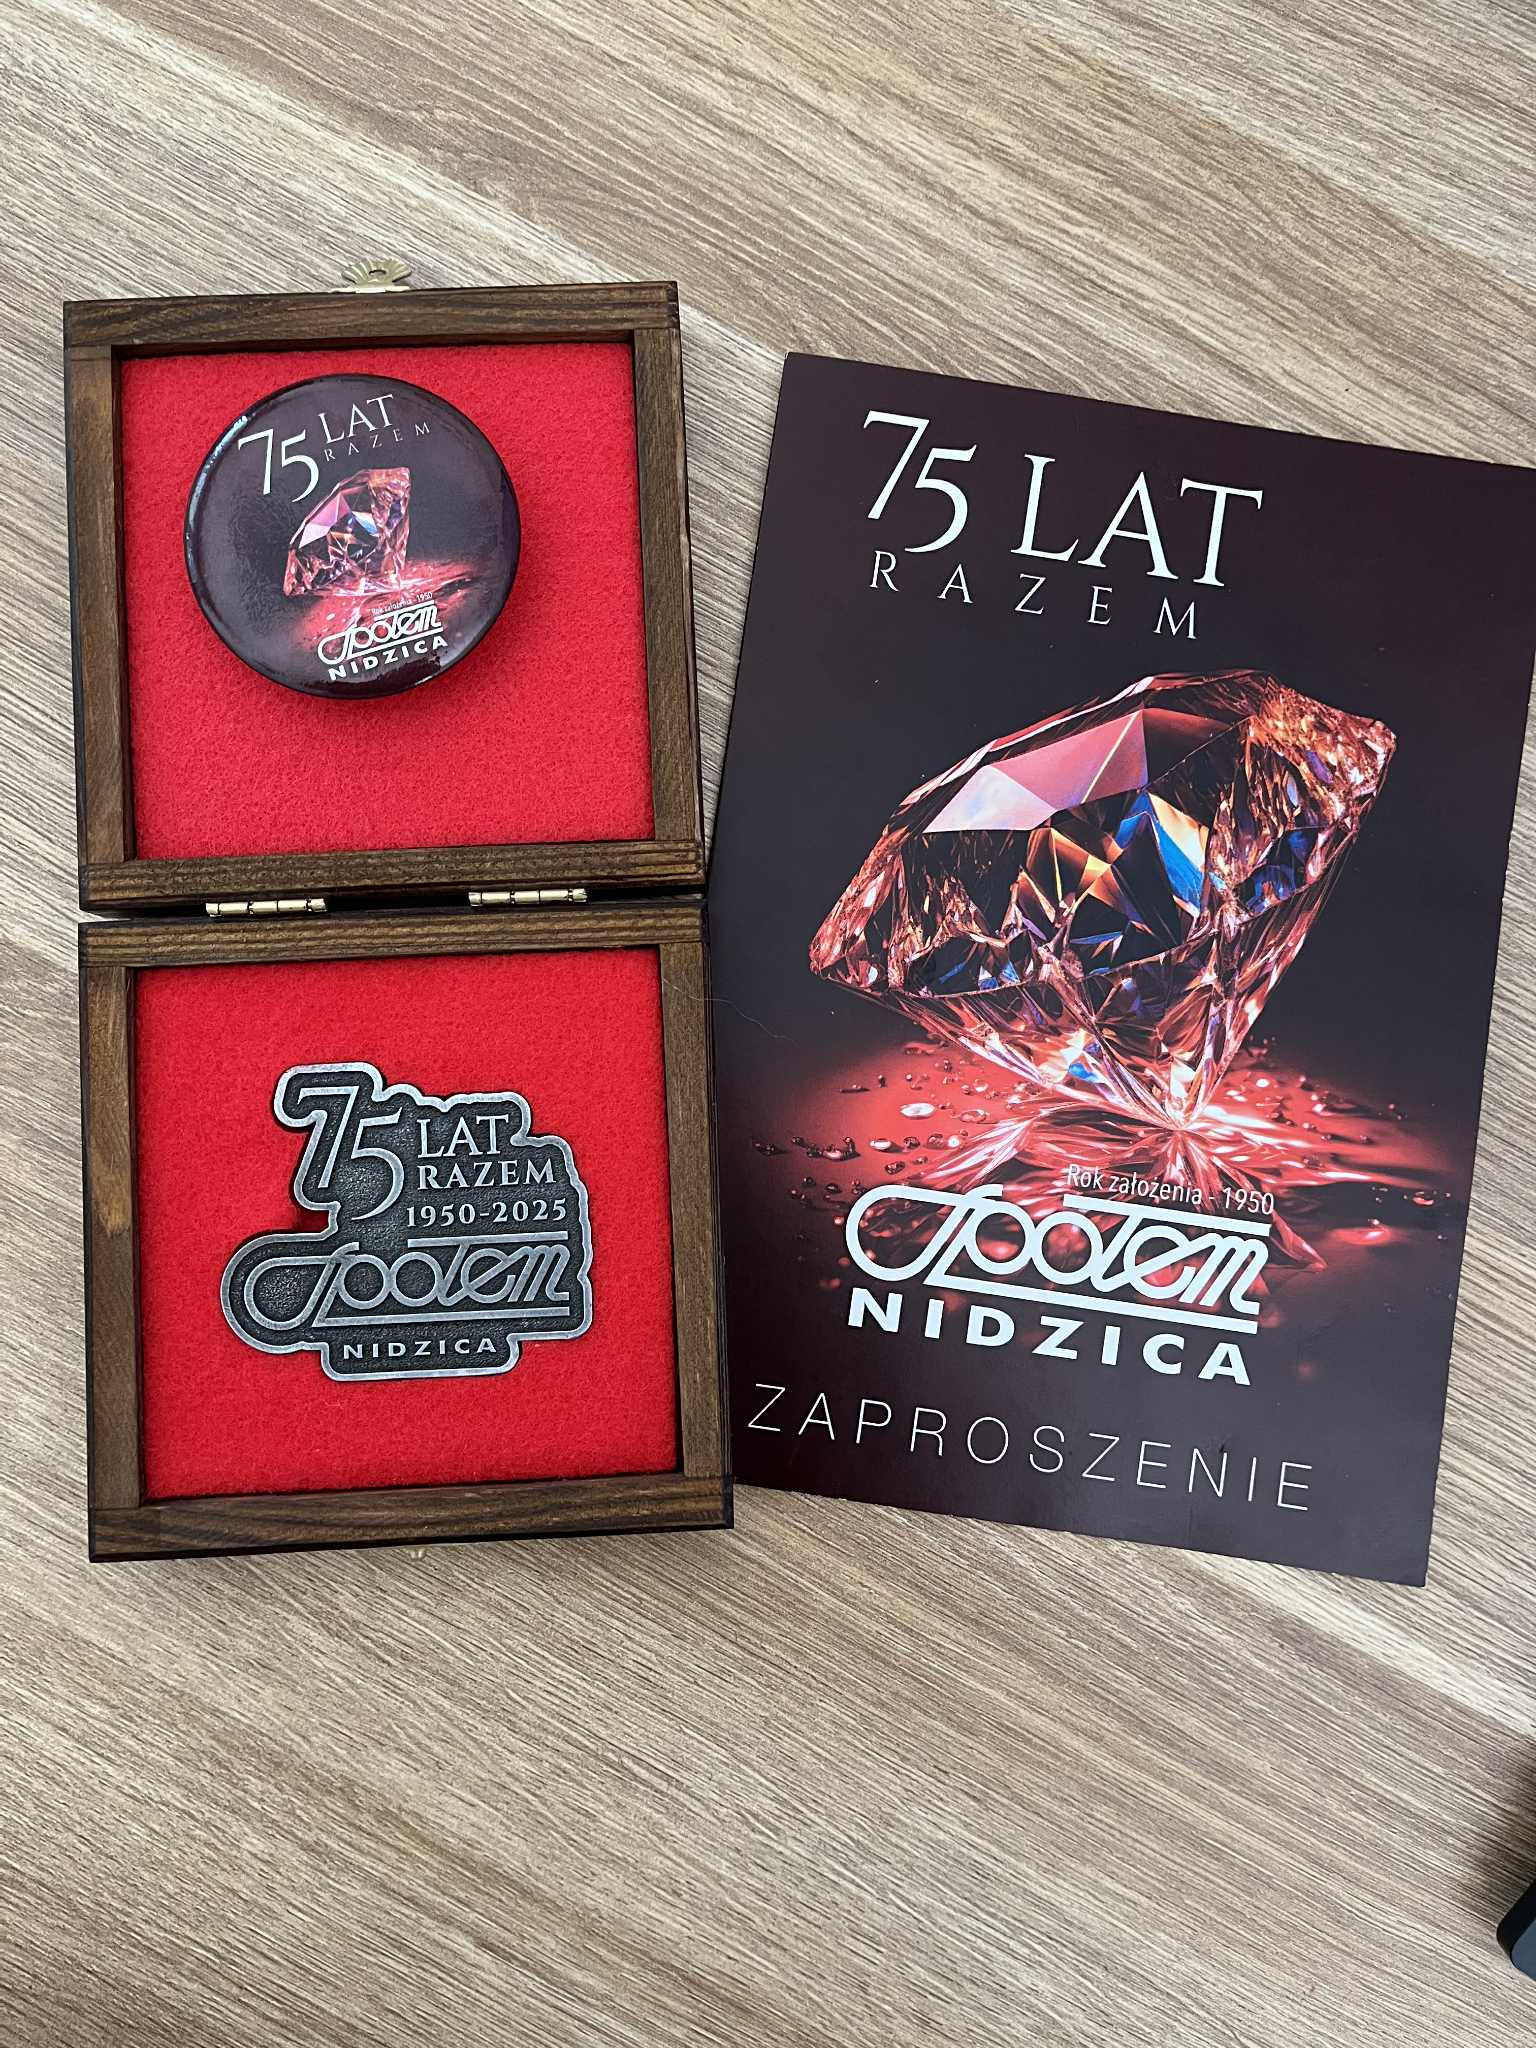 75 LAT
RAZEM
Rok założenia - 1950
Społem
NIDZICA
75 LAT
RAZEM
1950-2025
Społem
NIDZICA
75 LAT
RAZEM
Rok założenia - 1950
Społem
NIDZICA
ZAPROSZENIE